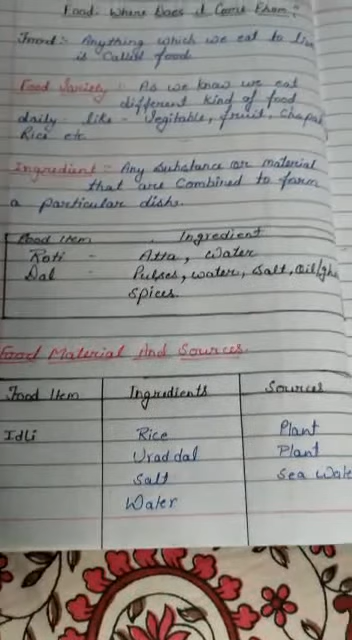 Food. Where Does it Come From?
Food:- Anything which we eat to live
is Called food
Food Variety:- As we know we eat
different kind of food
daily like - Vegitable, fruit, Chapati
Rice etc.
Ingredient:- Any substance or material
that are Combined to form
a particular dishs.
Food Item Ingredient
Roti - Atta, water
Dal - Pulses, water, Salt, Oil/ghe
Spices.
Food Material And Sources.
Food Item Ingredients Sources
Idli Rice Plant
Urad dal Plant
Salt Sea Wate
Water